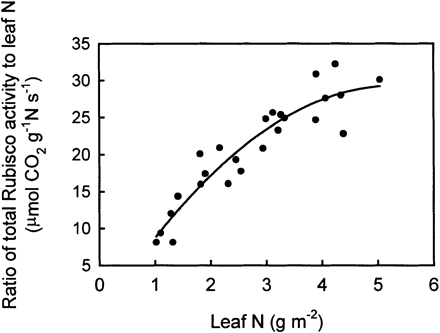 Ratio of total Rubisco activity to leaf N
(μmol CO₂ g⁻¹N s⁻¹)
35
30
25
20
15
10
5
0 1 2 3 4 5 6
Leaf N (g m⁻²)